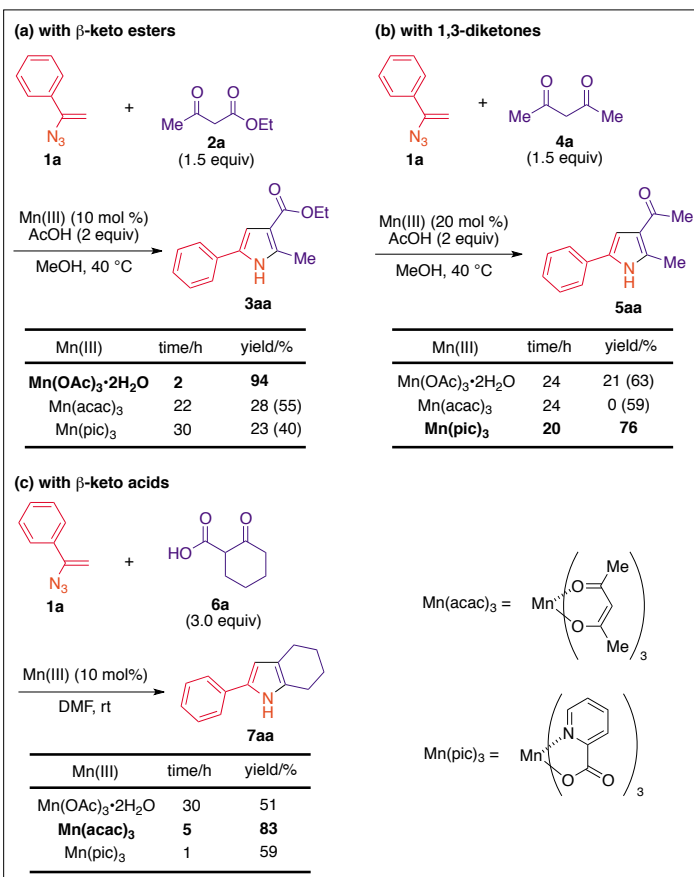 (a) with β-keto esters
N3
1a
+
O
O
Me
OEt
2a
(1.5 equiv)
Mn(III) (10 mol %)
AcOH (2 equiv)
MeOH, 40 °C
O
OEt
N
H
Me
3aa
Mn(III) time/h yield/%
Mn(OAc)3•2H2O 2 94
Mn(acac)3 22 28 (55)
Mn(pic)3 30 23 (40)
(b) with 1,3-diketones
N3
1a
+
O
O
Me
Me
4a
(1.5 equiv)
Mn(III) (20 mol %)
AcOH (2 equiv)
MeOH, 40 °C
O
Me
N
H
Me
5aa
Mn(III) time/h yield/%
Mn(OAc)3•2H2O 24 21 (63)
Mn(acac)3 24 0 (59)
Mn(pic)3 20 76
(c) with β-keto acids
N3
1a
+
O
O
HO
6a
(3.0 equiv)
Mn(III) (10 mol%)
DMF, rt
N
H
7aa
Mn(III) time/h yield/%
Mn(OAc)3•2H2O 30 51
Mn(acac)3 5 83
Mn(pic)3 1 59
Mn(acac)3 =
Mn
O
O
Me
Me
3
Mn(pic)3 =
Mn
N
O
O
3